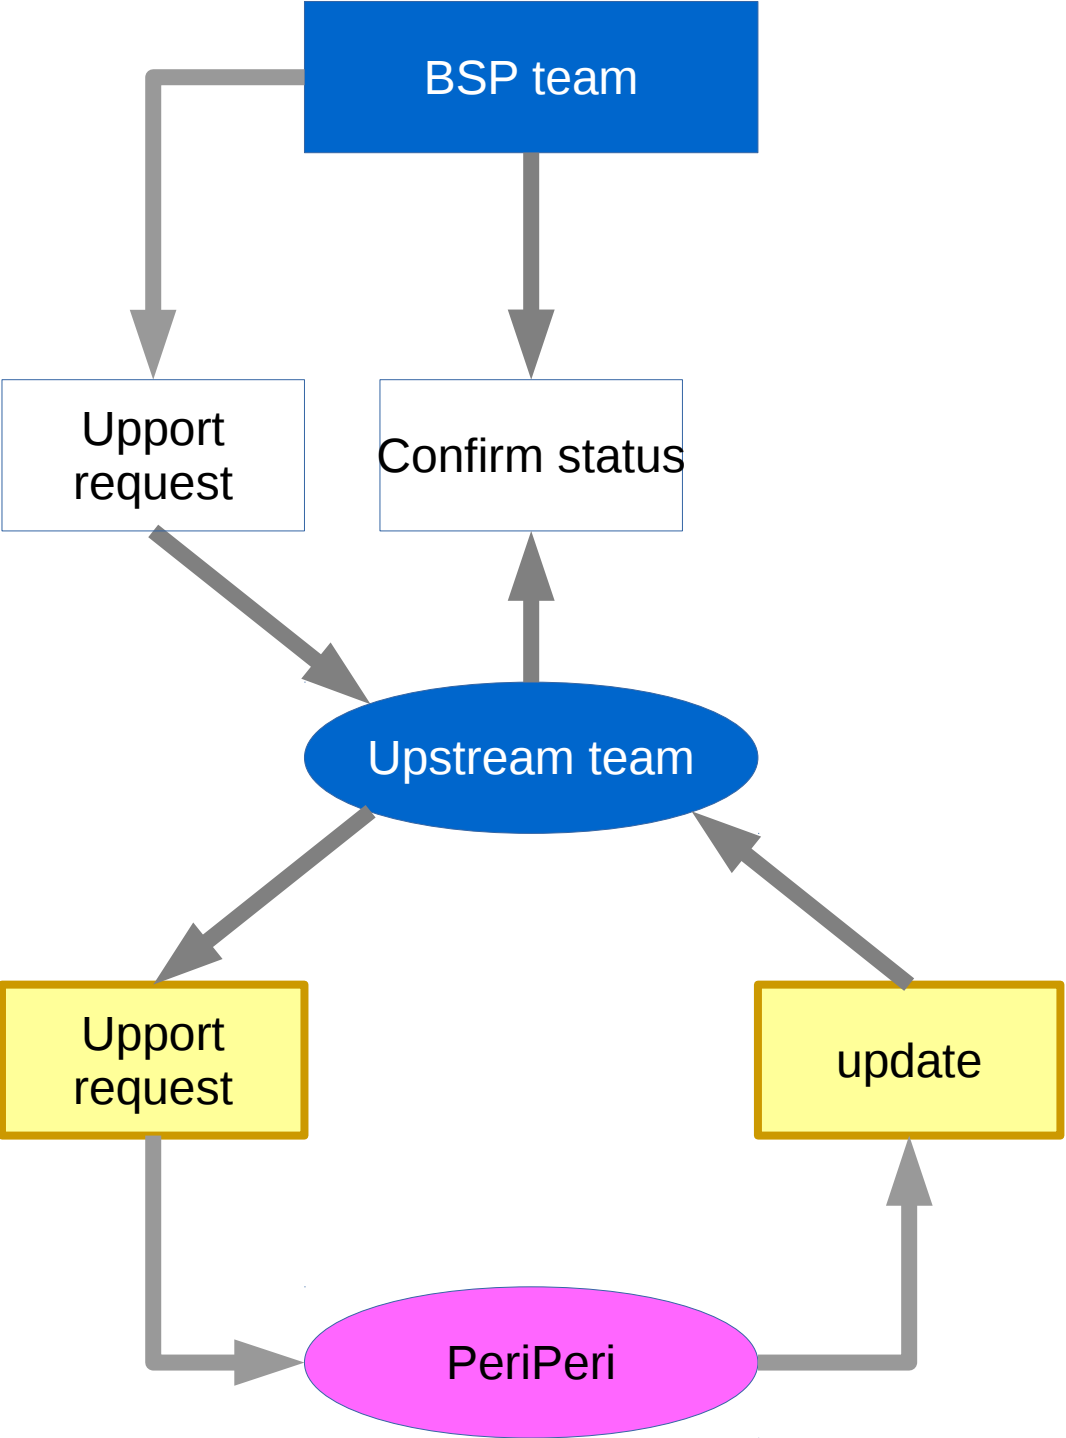 BSP team
Upport
request
Confirm status
Upstream team
Upport
request
update
PeriPeri